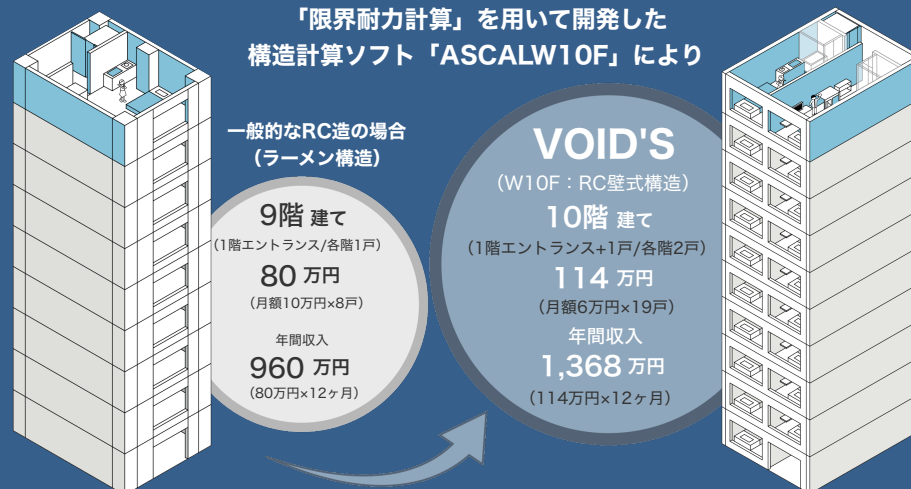 「限界耐力計算」を用いて開発した
構造計算ソフト「ASCALW10F」により
一般的なRC造の場合
（ラーメン構造）
9階 建て
（1階エントランス/各階1戸）
80 万円
（月額10万円×8戸）
年間収入
960 万円
（80万円×12ヶ月）
VOID'S
（W10F：RC壁式構造）
10階 建て
（1階エントランス+1戸/各階2戸）
114 万円
（月額6万円×19戸）
年間収入
1,368 万円
（114万円×12ヶ月）